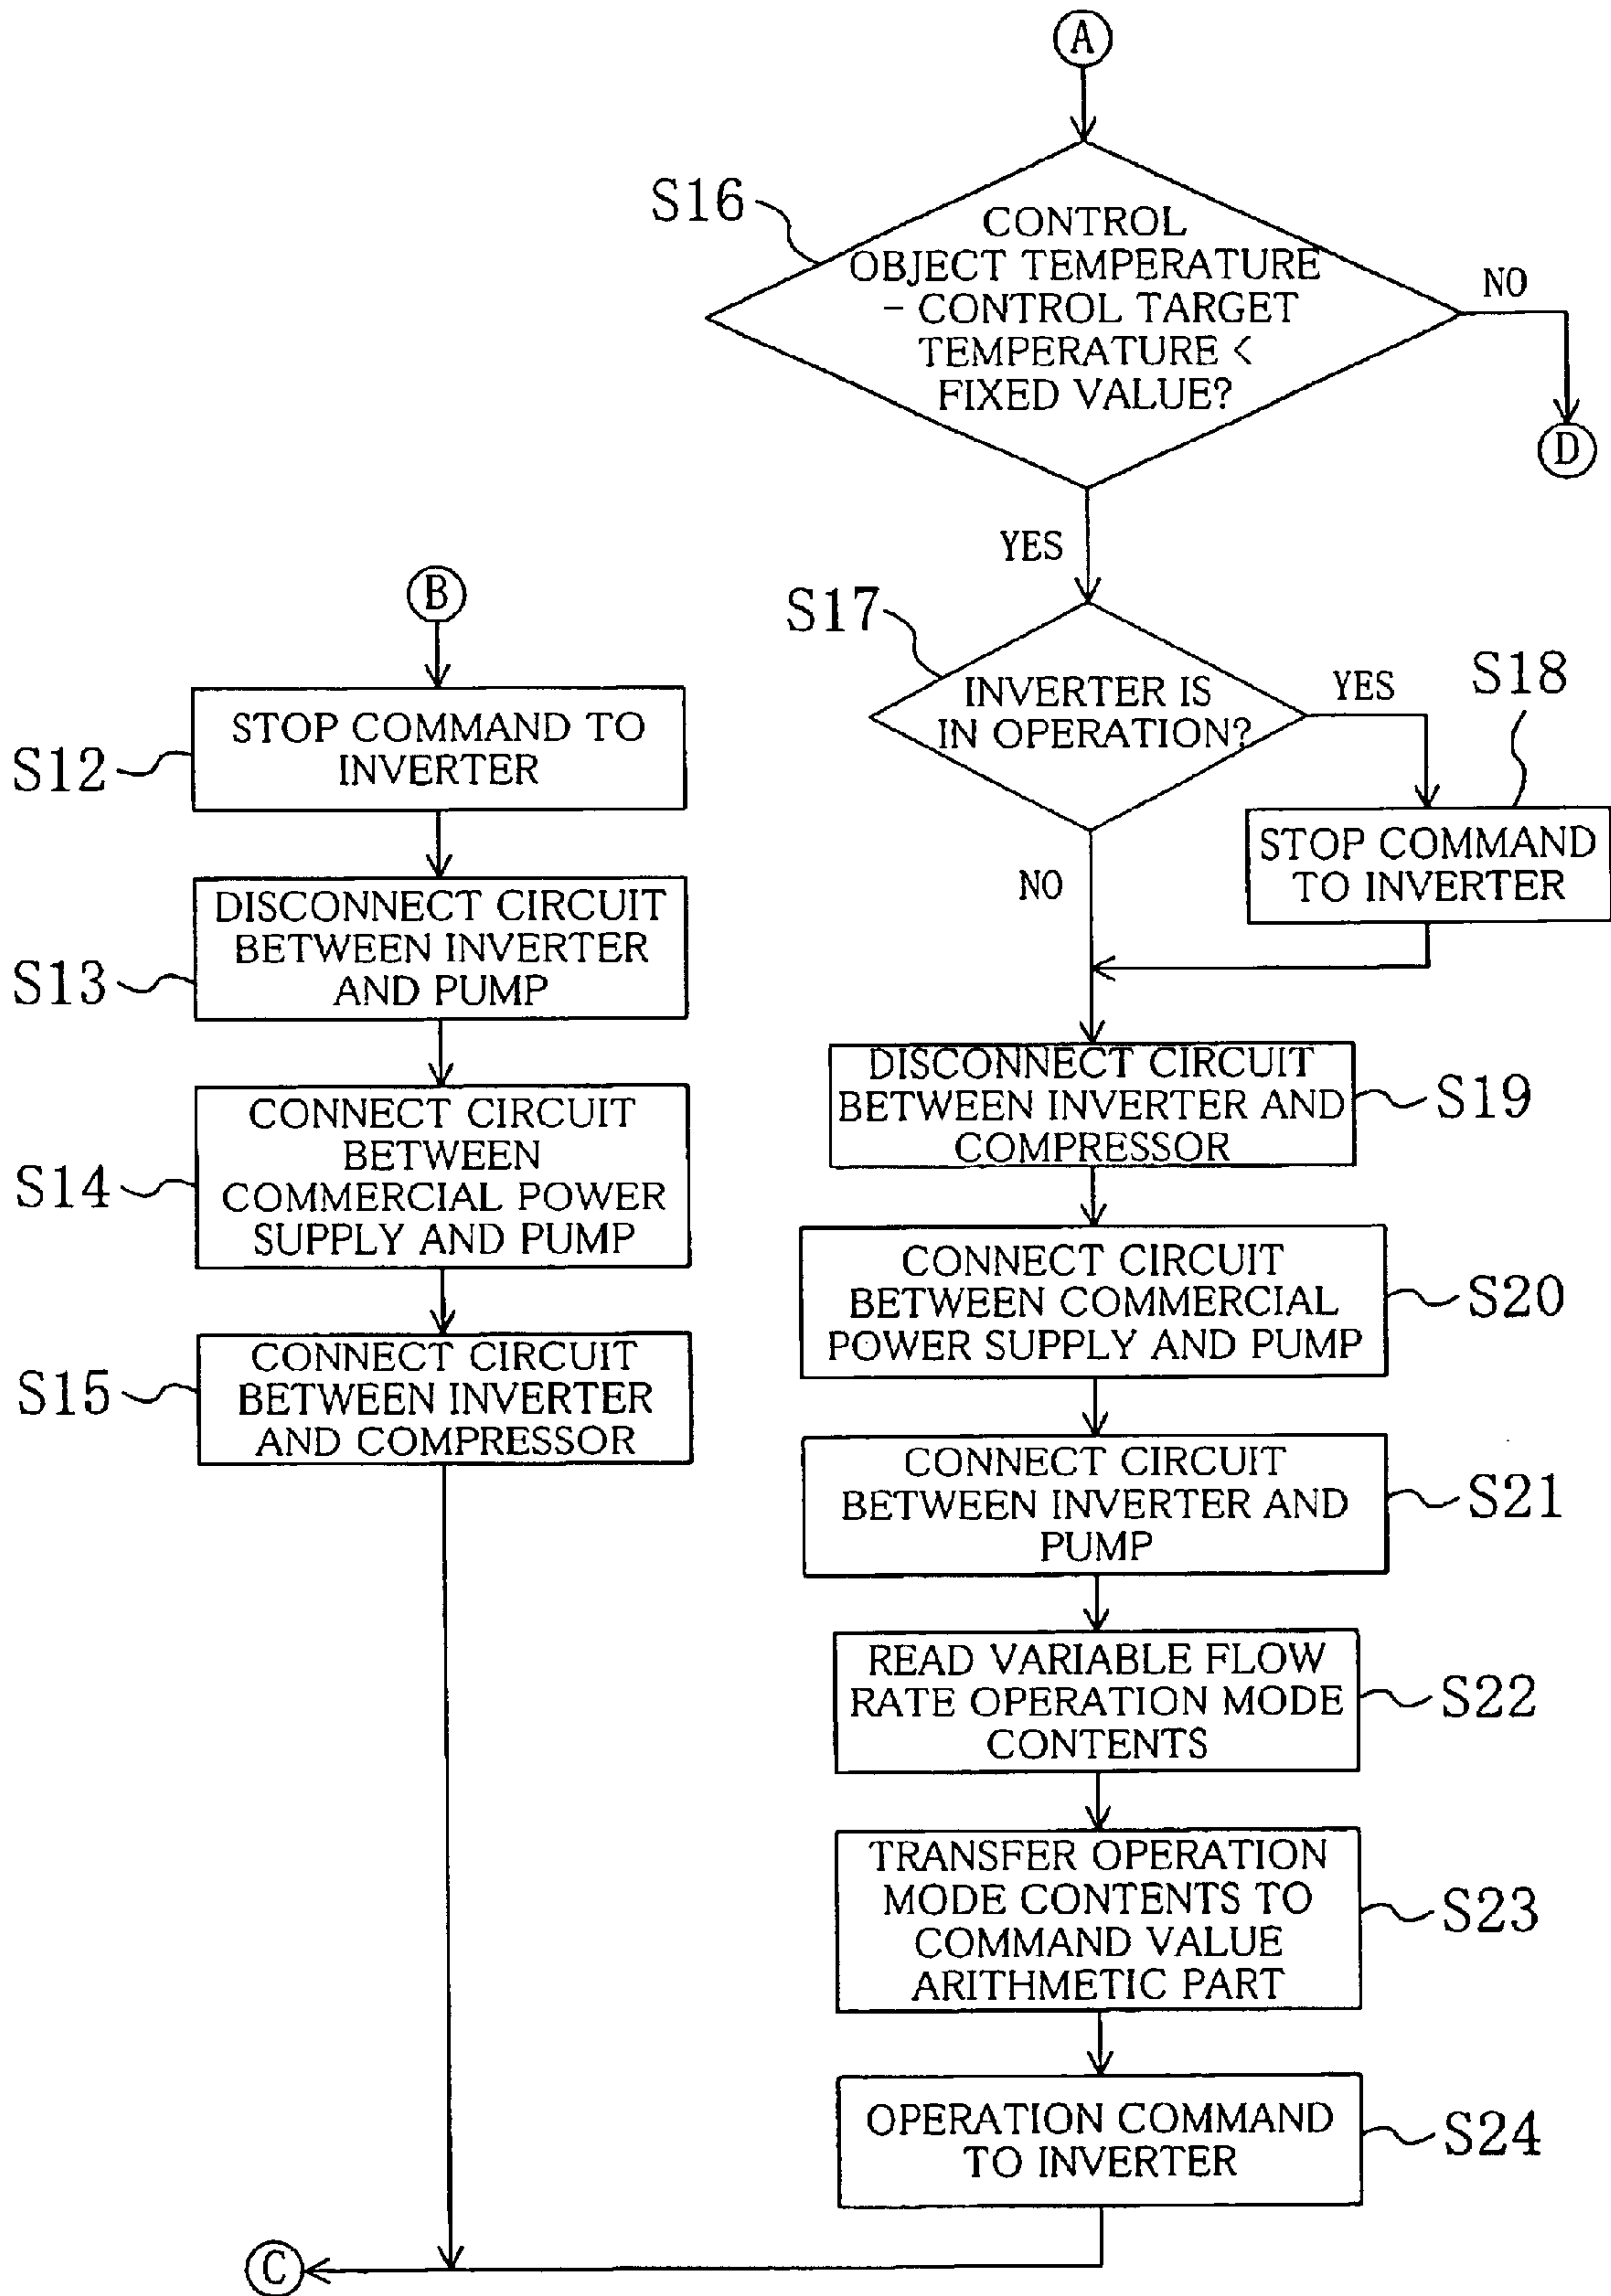 A
S16
CONTROL
OBJECT TEMPERATURE
- CONTROL TARGET
TEMPERATURE <
FIXED VALUE?
NO
D
YES
B
S12
STOP COMMAND TO
INVERTER
S13
DISCONNECT CIRCUIT
BETWEEN INVERTER
AND PUMP
S14
CONNECT CIRCUIT
BETWEEN
COMMERCIAL POWER
SUPPLY AND PUMP
S15
CONNECT CIRCUIT
BETWEEN INVERTER
AND COMPRESSOR
S17
INVERTER IS
IN OPERATION?
YES
S18
STOP COMMAND
TO INVERTER
NO
DISCONNECT CIRCUIT
BETWEEN INVERTER AND
COMPRESSOR
S19
CONNECT CIRCUIT
BETWEEN COMMERCIAL
POWER SUPPLY AND PUMP
S20
CONNECT CIRCUIT
BETWEEN INVERTER AND
PUMP
S21
READ VARIABLE FLOW
RATE OPERATION MODE
CONTENTS
S22
TRANSFER OPERATION
MODE CONTENTS TO
COMMAND VALUE
ARITHMETIC PART
S23
OPERATION COMMAND
TO INVERTER
S24
C